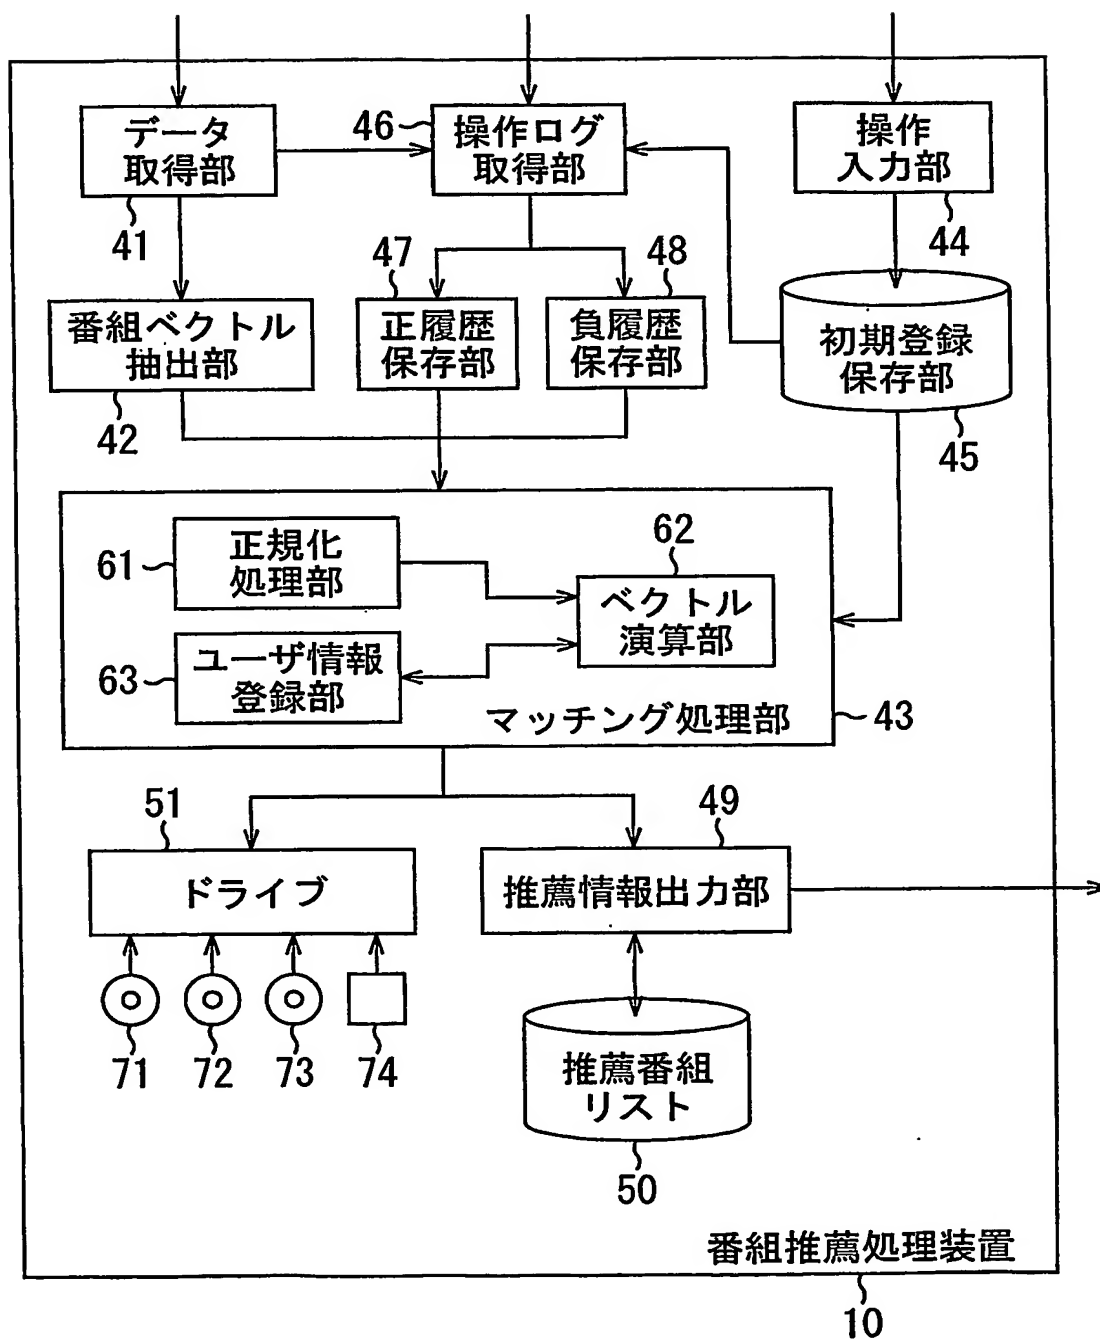 データ
取得部
41
46
操作ログ
取得部
操作
入力部
44
番組ベクトル
抽出部
42
47
正履歴
保存部
48
負履歴
保存部
初期登録
保存部
45
61
正規化
処理部
62
ベクトル
演算部
63
ユーザ情報
登録部
マッチング処理部
43
51
ドライブ
49
推薦情報出力部
71
72
73
74
推薦番組
リスト
50
番組推薦処理装置
10